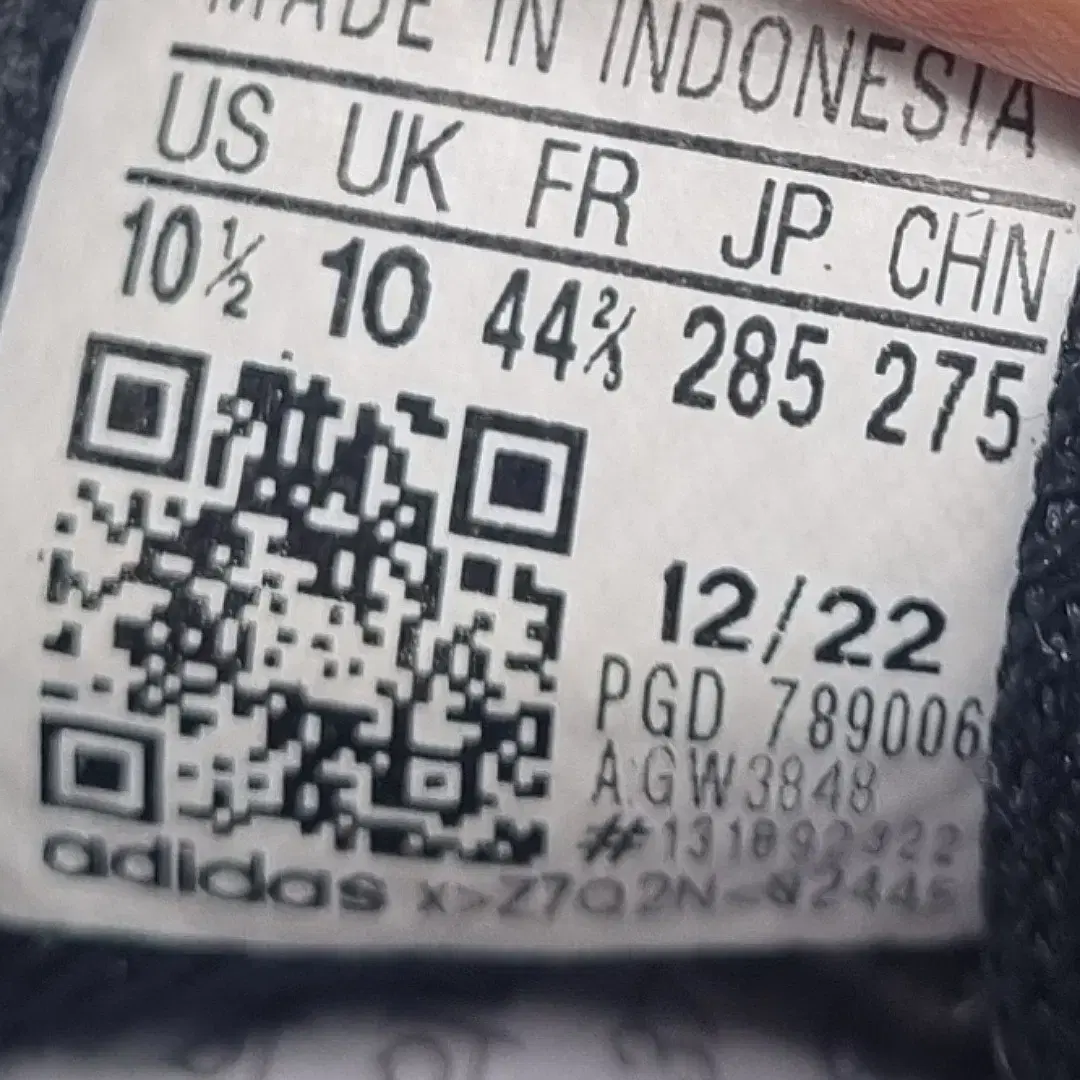 MADE IN INDONESIA
US UK FR JP CHN
10½ 10 44⅔ 285 275
12/22
PGD 789006
A:GW3848
adidas